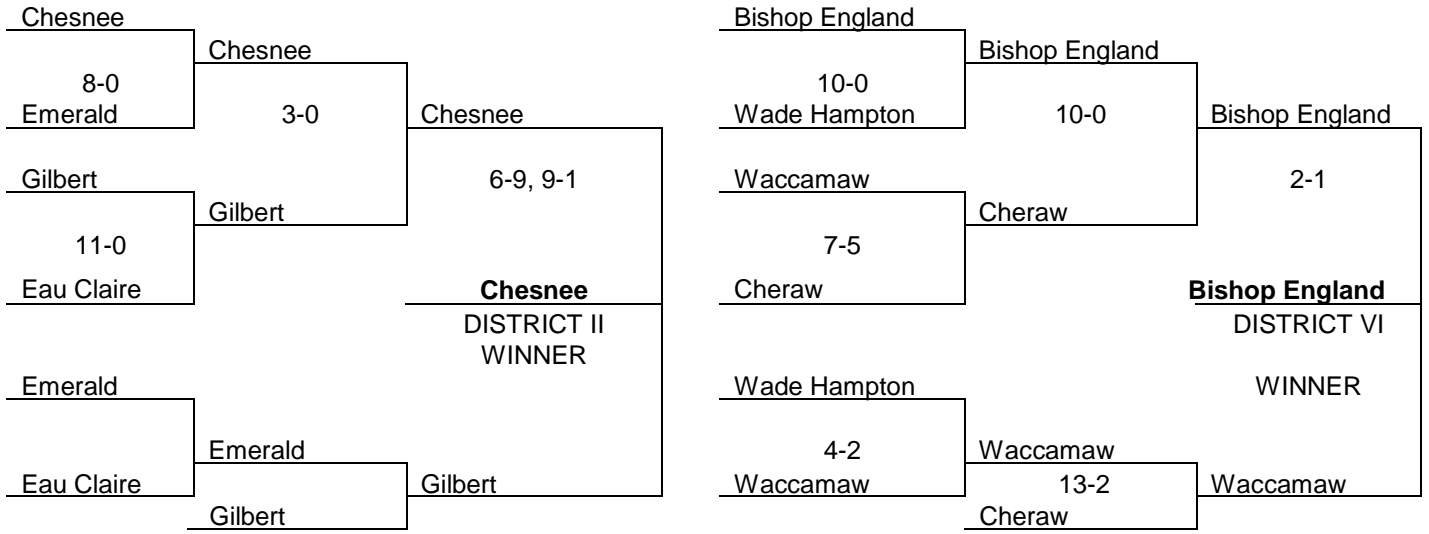 Chesnee
Chesnee
8-0
Emerald
3-0
Chesnee
Gilbert
6-9, 9-1
Gilbert
11-0
Eau Claire
Chesnee
DISTRICT II
WINNER
Emerald
Emerald
Eau Claire
Gilbert
Gilbert
Bishop England
Bishop England
10-0
Wade Hampton
10-0
Bishop England
Waccamaw
2-1
Cheraw
7-5
Cheraw
Bishop England
DISTRICT VI
WINNER
Wade Hampton
4-2
Waccamaw
Waccamaw
13-2
Waccamaw
Cheraw